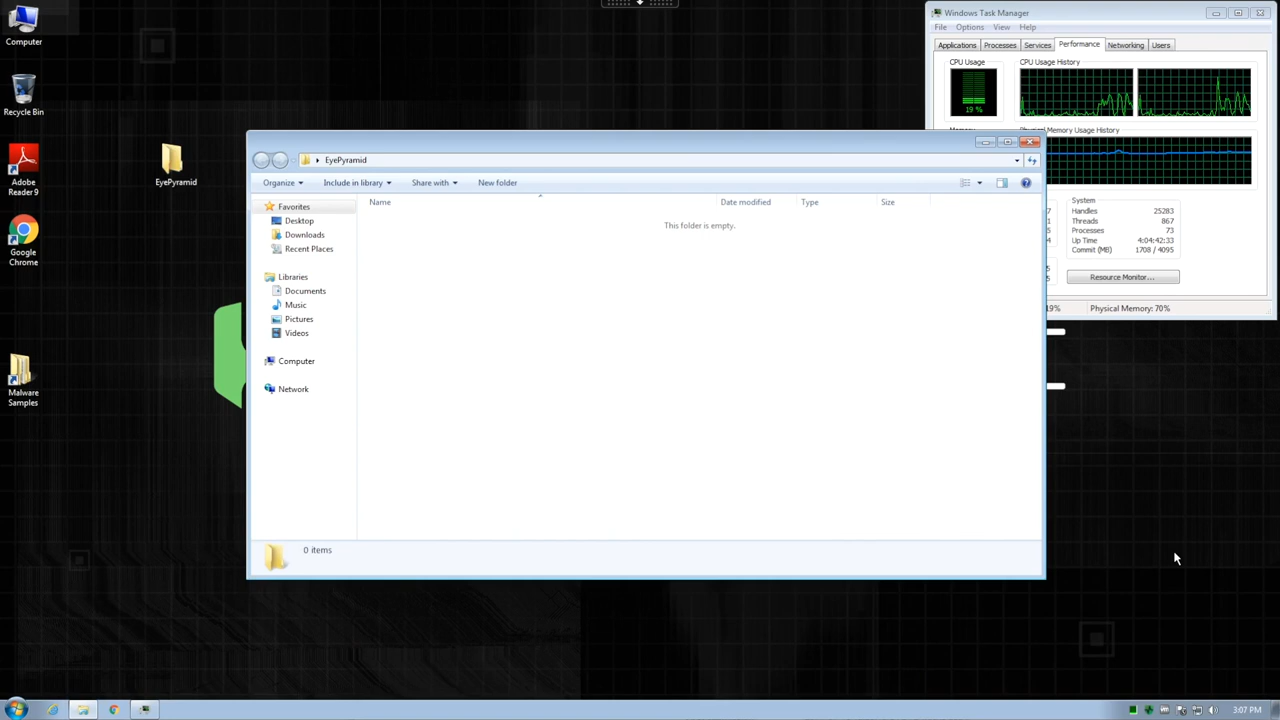 Computer
Recycle Bin
Adobe
Reader 9
Google
Chrome
Malware
Samples
EyePyramid
Windows Task Manager
File Options View Help
Applications Processes Services Performance Networking Users
CPU Usage CPU Usage History
19 %
Physical Memory Usage History
System
Handles 25283
Threads 867
Processes 73
Up Time 4:04:42:33
Commit (MB) 1708 / 4095
Resource Monitor...
19% Physical Memory: 70%
EyePyramid
Organize Include in library Share with New folder
Name Date modified Type Size
This folder is empty.
Favorites
Desktop
Downloads
Recent Places
Libraries
Documents
Music
Pictures
Videos
Computer
Network
0 items
3:07 PM